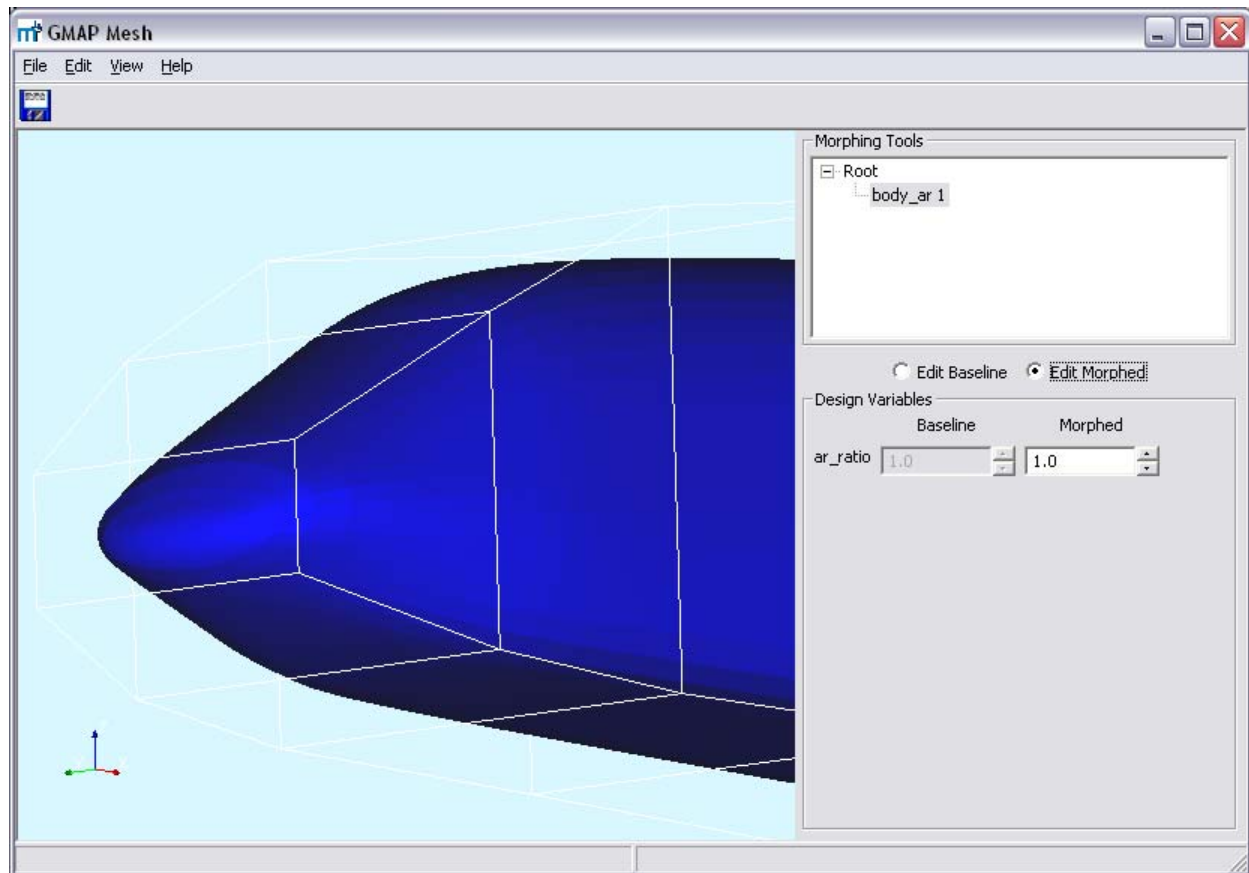 GMAP Mesh
File Edit View Help
Morphing Tools
Root
body_ar 1
Edit Baseline Edit Morphed
Design Variables
Baseline Morphed
ar_ratio 1.0 1.0